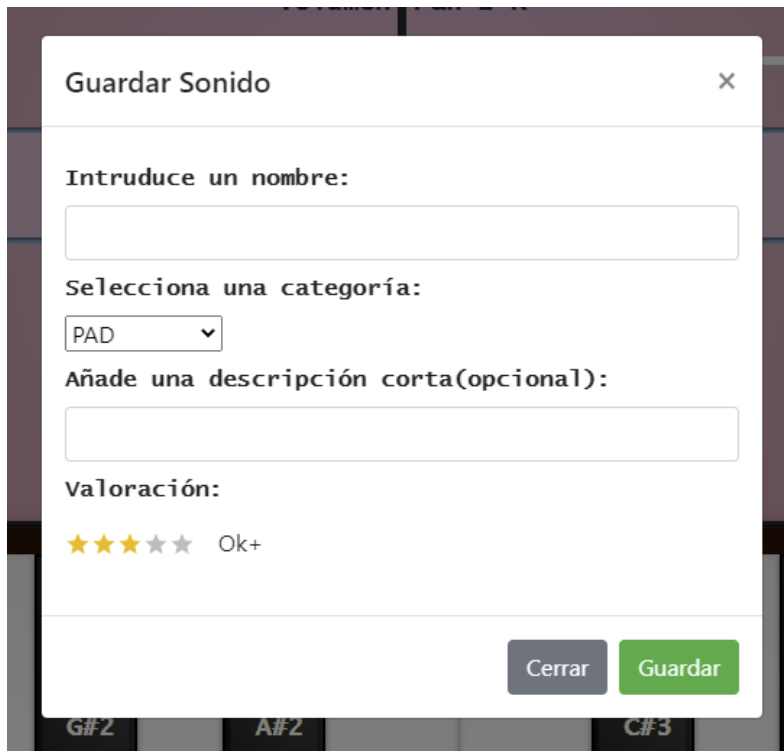 Guardar Sonido ×
Intruduce un nombre:
Selecciona una categoría:
PAD
Añade una descripción corta(opcional):
Valoración:
Ok+
Cerrar Guardar
G#2 A#2 C#3